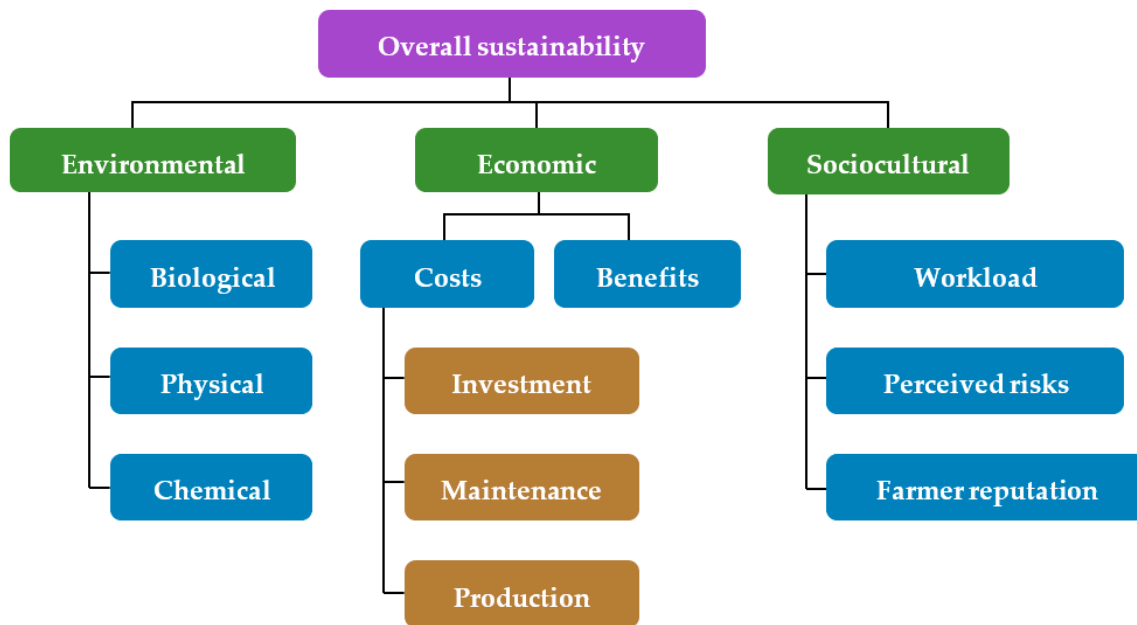 Overall sustainability
Environmental
Economic
Sociocultural
Biological
Costs
Benefits
Workload
Physical
Investment
Perceived risks
Chemical
Maintenance
Farmer reputation
Production